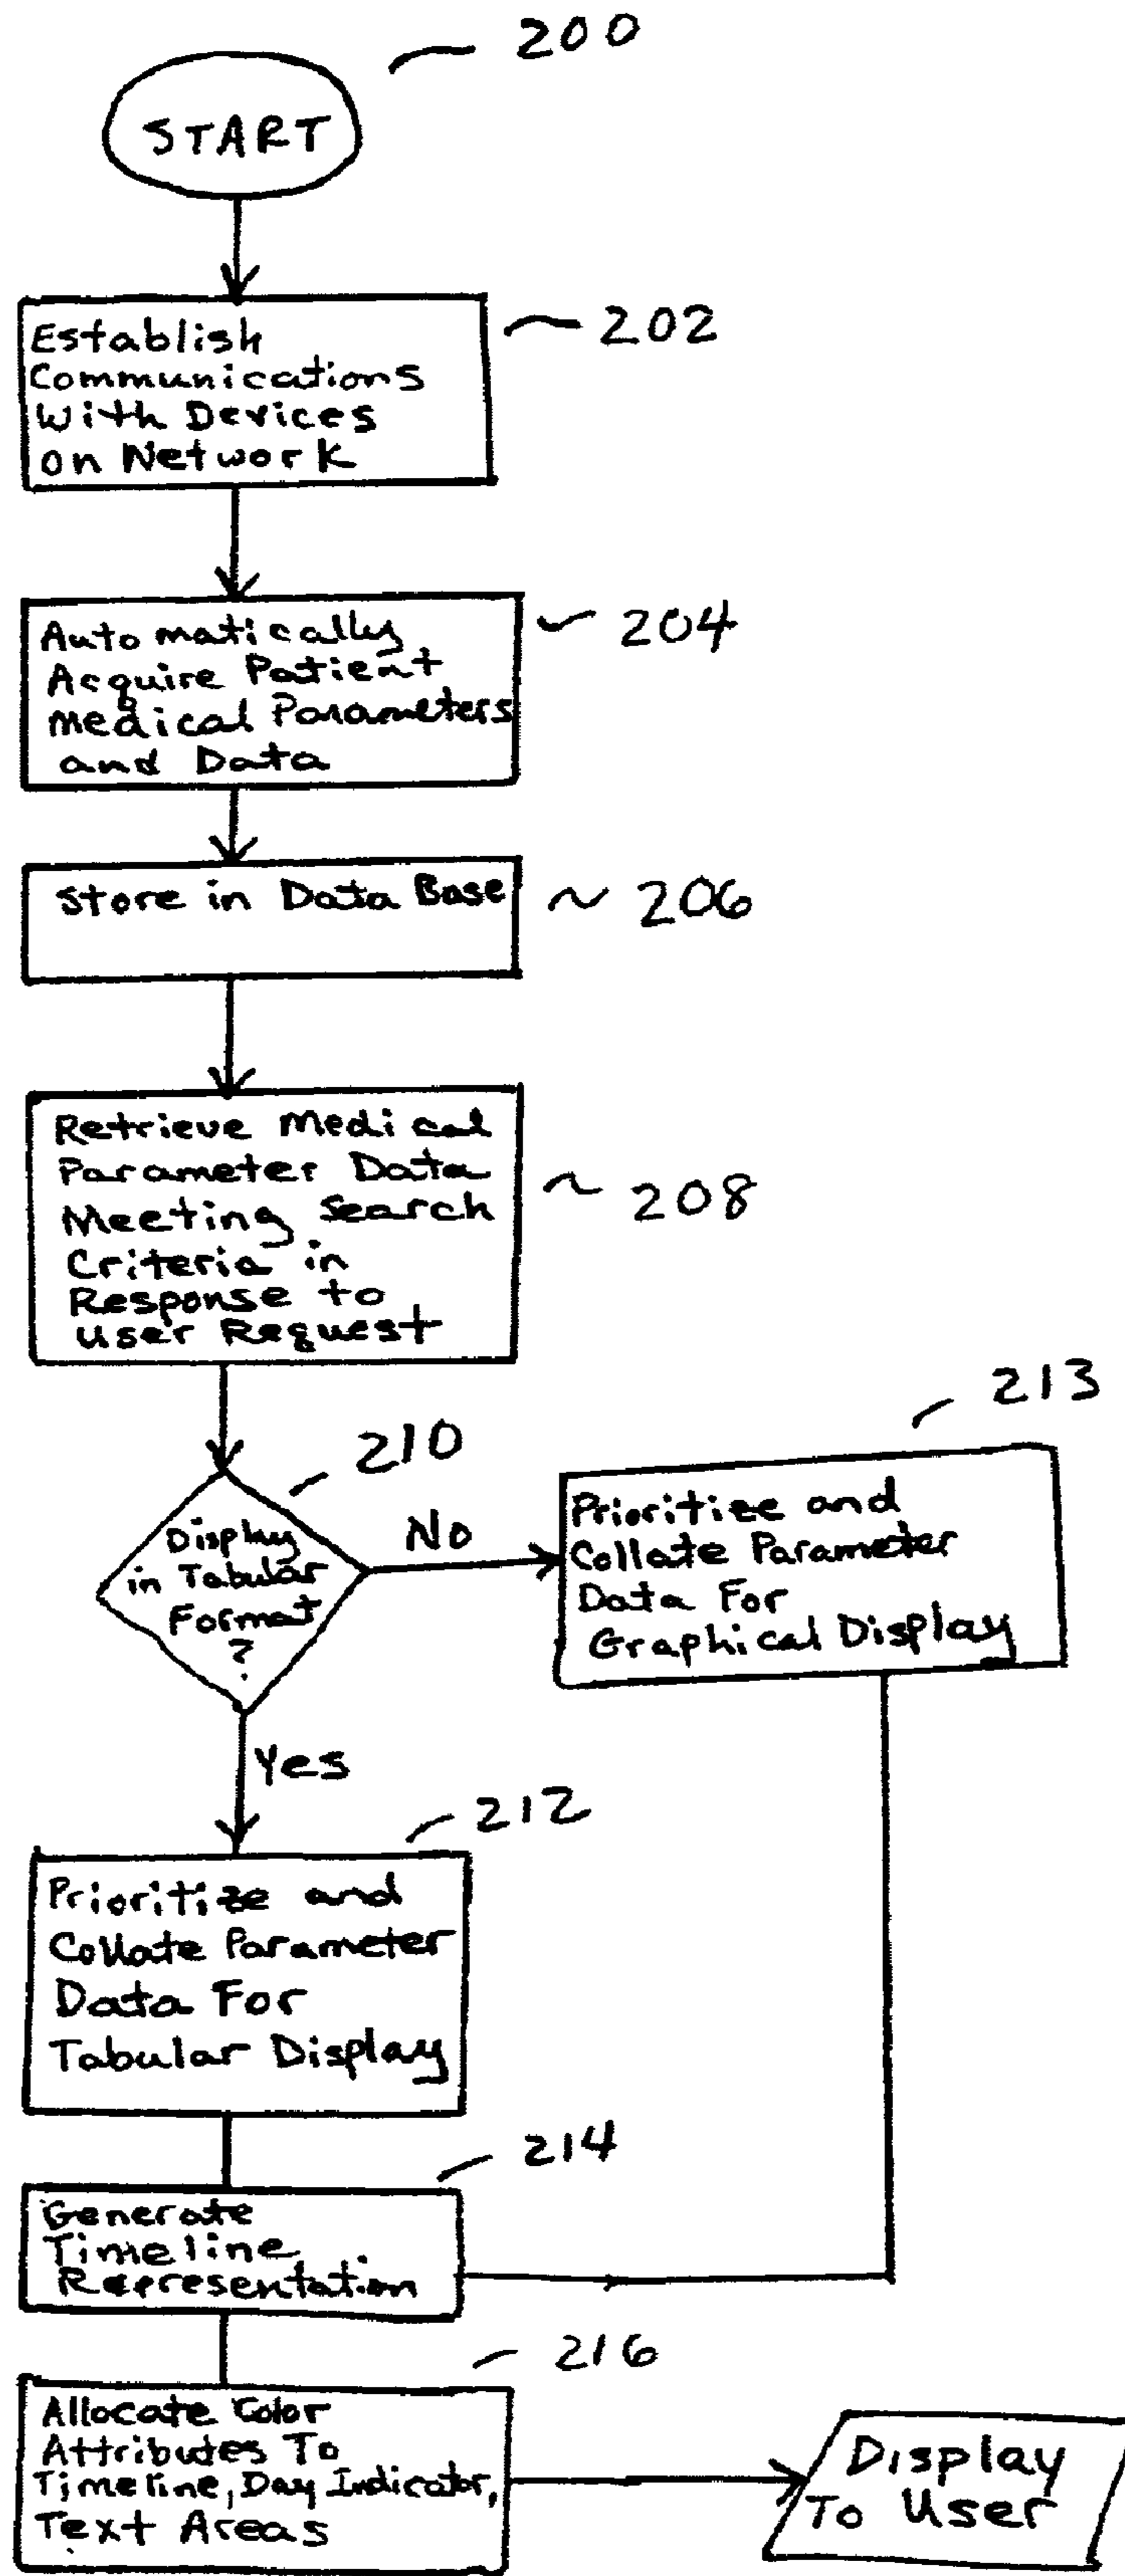 200
START
202
Establish
Communications
With Devices
on Network
204
Automatically
Acquire Patient
Medical Parameters
and Data
206
Store in Data Base
208
Retrieve Medical
Parameter Data
Meeting Search
Criteria in
Response to
User Request
210
Display
in Tabular
Format
?
No
213
Prioritize and
Collate Parameter
Data For
Graphical Display
Yes
212
Prioritize and
Collate Parameter
Data For
Tabular Display
214
Generate
Timeline
Representation
216
Allocate Color
Attributes To
Timeline, Day Indicator,
Text Areas
Display
To User